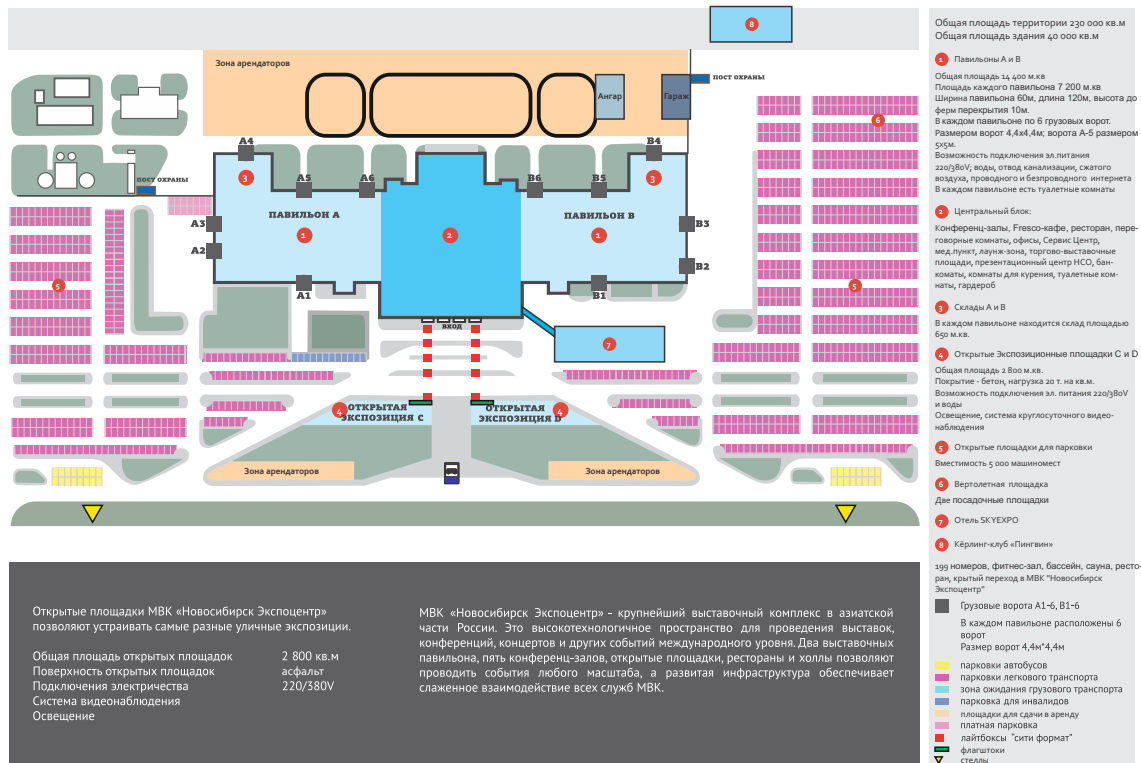 8
Общая площадь территории 230 000 кв.м
Общая площадь здания 40 000 кв.м
Зона арендаторов
1 Павильоны А и В
ПОСТ ОХРАНЫ
Ангар
Гараж
Общая площадь 14 400 м.кв
Площадь каждого павильона 7 200 м.кв
Ширина павильона 60м, длина 120м, высота до
ферм перекрытия 10м.
В каждом павильоне по 6 грузовых ворот.
Размером ворот 4,4х4,4м; ворота А-5 размером
5х5м.
Возможность подключения эл.питания
220/380V; воды, отвод канализации, сжатого
воздуха, проводного и безпроводного интернета
В каждом павильоне есть туалетные комнаты
6
A4
B4
3
A5
A6
B6
B5
3
ПОСТ ОХРАНЫ
ПАВИЛЬОН А
ПАВИЛЬОН В
A3
B3
1
2
1
A2
B2
A1
B1
5
5
2 Центральный блок:
Конференц-залы, Fresco-кафе, ресторан, пере-
говорные комнаты, офисы, Сервис Центр,
мед.пункт, лаунж-зона, торгово-выставочные
площади, презентационный центр НСО, бан-
коматы, комнаты для курения, туалетные ком-
наты, гардероб
3 Склады А и В
В каждом павильоне находится склад площадью
650 м.кв.
ВХОД
7
4 Открытые Экспозиционные площадки С и D
Общая площадь 2 800 м.кв.
Покрытие - бетон, нагрузка 20 т. на кв.м.
Возможность подключения эл. питания 220/380V
и воды
Освещение, система круглосуточного видео-
наблюдения
4 ОТКРЫТАЯ
ЭКСПОЗИЦИЯ С
ОТКРЫТАЯ 4
ЭКСПОЗИЦИЯ D
5 Открытые площадки для парковки
Вместимость 5 000 машиномест
Зона арендаторов
Зона арендаторов
6 Вертолетная площадка
Две посадочные площадки
7 Отель SKYEXPO
8 Кёрлинг-клуб «Пингвин»
199 номеров, фитнес-зал, бассейн, сауна, ресто-
ран, крытый переход в МВК "Новосибирск
Экспоцентр"
Грузовые ворота А1-6, В1-6
В каждом павильоне расположены 6
ворот
Размер ворот 4,4м*4,4м
парковки автобусов
парковки легкового транспорта
зона ожидания грузового транспорта
парковка для инвалидов
площадки для сдачи в аренду
платная парковка
лайтбоксы "сити формат"
флагштоки
стеллы
Открытые площадки МВК «Новосибирск Экспоцентр»
позволяют устраивать самые разные уличные экспозиции.
Общая площадь открытых площадок 2 800 кв.м
Поверхность открытых площадок асфальт
Подключения электричества 220/380V
Система видеонаблюдения
Освещение
МВК «Новосибирск Экспоцентр» – крупнейший выставочный комплекс в азиатской
части России. Это высокотехнологичное пространство для проведения выставок,
конференций, концертов и других событий международного уровня. Два выставочных
павильона, пять конференц-залов, открытые площадки, рестораны и холлы позволяют
проводить события любого масштаба, а развитая инфраструктура обеспечивает
слаженное взаимодействие всех служб МВК.